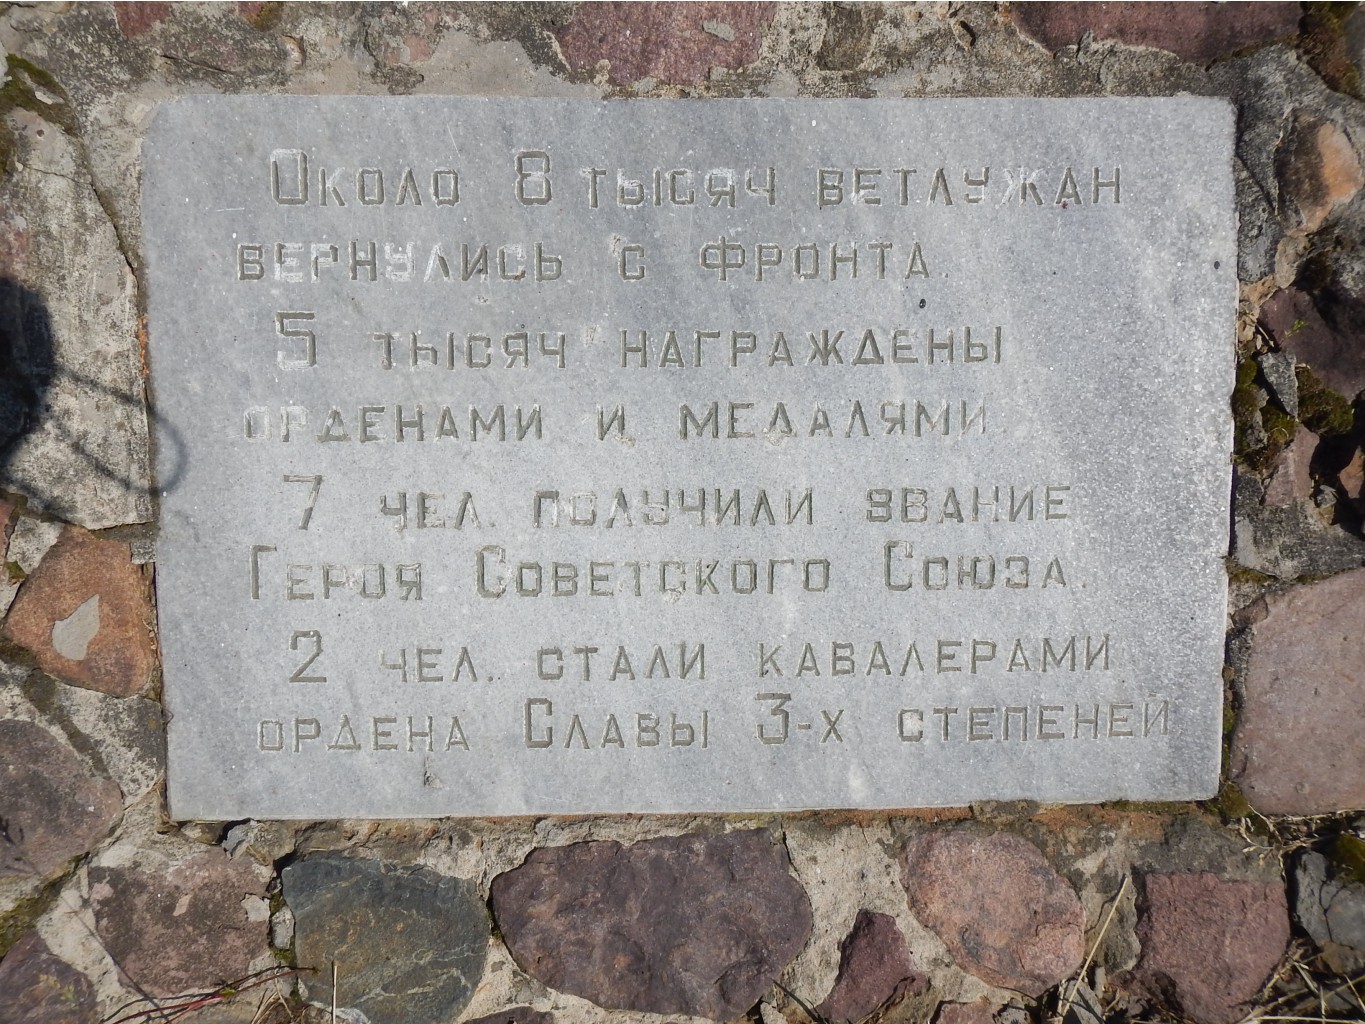 Около 8 тысяч ветлужан
вернулись с фронта.
5 тысяч награждены
орденами и медалями.
7 чел. получили звание
Героя Советского Союза.
2 чел. стали кавалерами
ордена Славы 3-х степеней